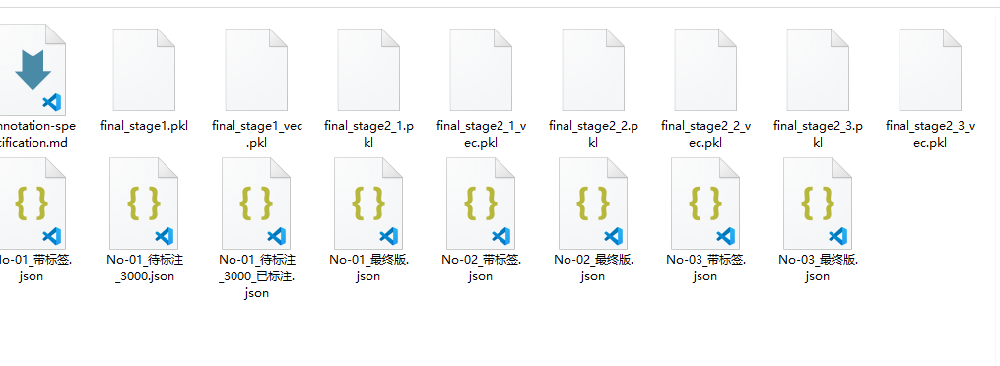 nnotation-spe
cification.md
final_stage1.pkl
final_stage1_vec
.pkl
final_stage2_1.p
kl
final_stage2_1_v
ec.pkl
final_stage2_2.p
kl
final_stage2_2_v
ec.pkl
final_stage2_3.p
kl
final_stage2_3_v
ec.pkl
No-01_带标签.
json
No-01_待标注
_3000.json
No-01_待标注
_3000_已标注.
json
No-01_最终版.
json
No-02_带标签.
json
No-02_最终版.
json
No-03_带标签.
json
No-03_最终版.
json